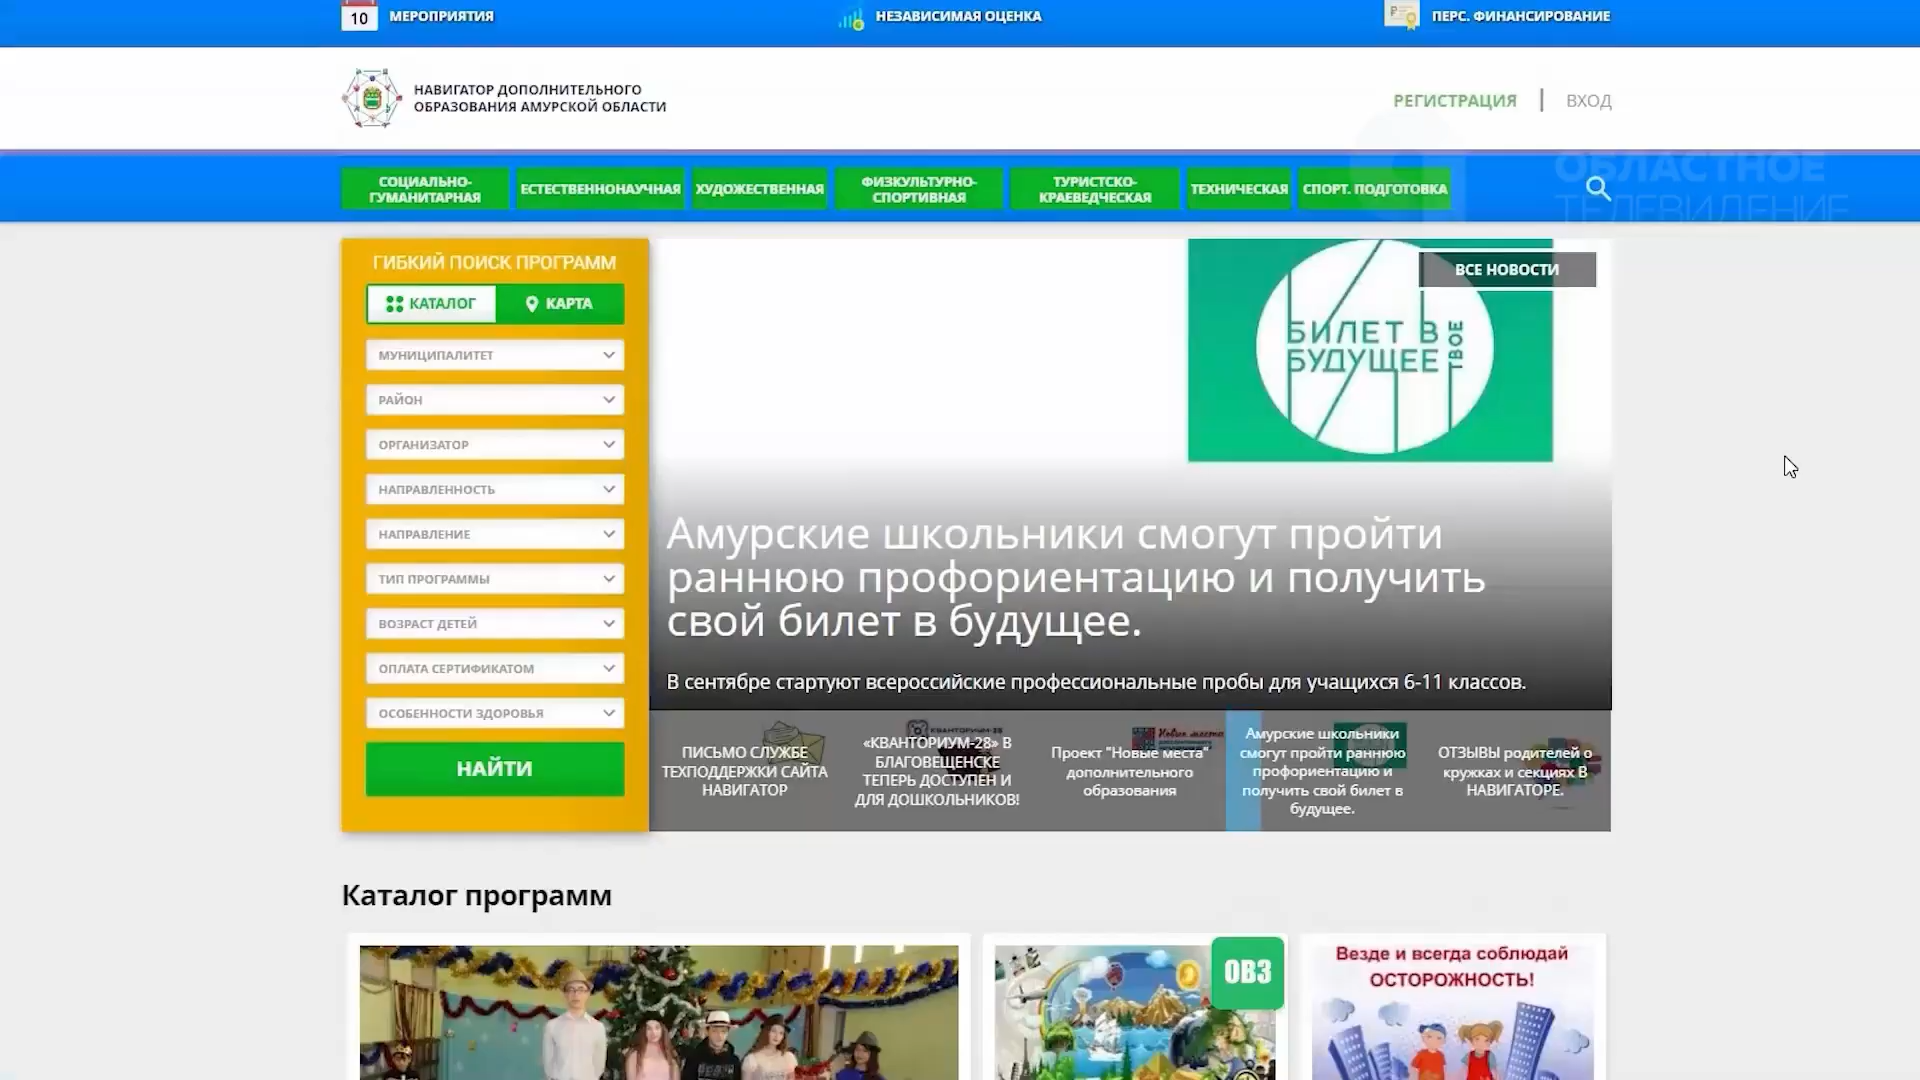 10
МЕРОПРИЯТИЯ
НЕЗАВИСИМАЯ ОЦЕНКА
ПЕРС. ФИНАНСИРОВАНИЕ
НАВИГАТОР ДОПОЛНИТЕЛЬНОГО
ОБРАЗОВАНИЯ АМУРСКОЙ ОБЛАСТИ
РЕГИСТРАЦИЯ | ВХОД
ОБЛАСТНОЕ
ТЕЛЕВИДЕНИЕ
СОЦИАЛЬНО-
ГУМАНИТАРНАЯ
ЕСТЕСТВЕННОНАУЧНАЯ
ХУДОЖЕСТВЕННАЯ
ФИЗКУЛЬТУРНО-
СПОРТИВНАЯ
ТУРИСТСКО-
КРАЕВЕДЧЕСКАЯ
ТЕХНИЧЕСКАЯ
СПОРТ. ПОДГОТОВКА
ГИБКИЙ ПОИСК ПРОГРАММ
КАТАЛОГ
КАРТА
МУНИЦИПАЛИТЕТ
РАЙОН
ОРГАНИЗАТОР
НАПРАВЛЕННОСТЬ
НАПРАВЛЕНИЕ
ТИП ПРОГРАММЫ
ВОЗРАСТ ДЕТЕЙ
ОПЛАТА СЕРТИФИКАТОМ
ОСОБЕННОСТИ ЗДОРОВЬЯ
НАЙТИ
ВСЕ НОВОСТИ
БИЛЕТ В
БУДУЩЕЕ
ТВОЕ
Амурские школьники смогут пройти
раннюю профориентацию и получить
свой билет в будущее.
В сентябре стартуют всероссийские профессиональные пробы для учащихся 6-11 классов.
ПИСЬМО СЛУЖБЕ
ТЕХПОДДЕРЖКИ САЙТА
НАВИГАТОР
КВАНТОРИУМ-28
«КВАНТОРИУМ-28» В
БЛАГОВЕЩЕНСКЕ
ТЕПЕРЬ ДОСТУПЕН И
ДЛЯ ДОШКОЛЬНИКОВ!
Новые места
Проект "Новые места"
дополнительного
образования
Амурские школьники
смогут пройти раннюю
профориентацию и
получить свой билет в
будущее.
ОТЗЫВЫ родителей о
кружках и секциях В
НАВИГАТОРЕ.
Каталог программ
ОВЗ
Везде и всегда соблюдай
ОСТОРОЖНОСТЬ!